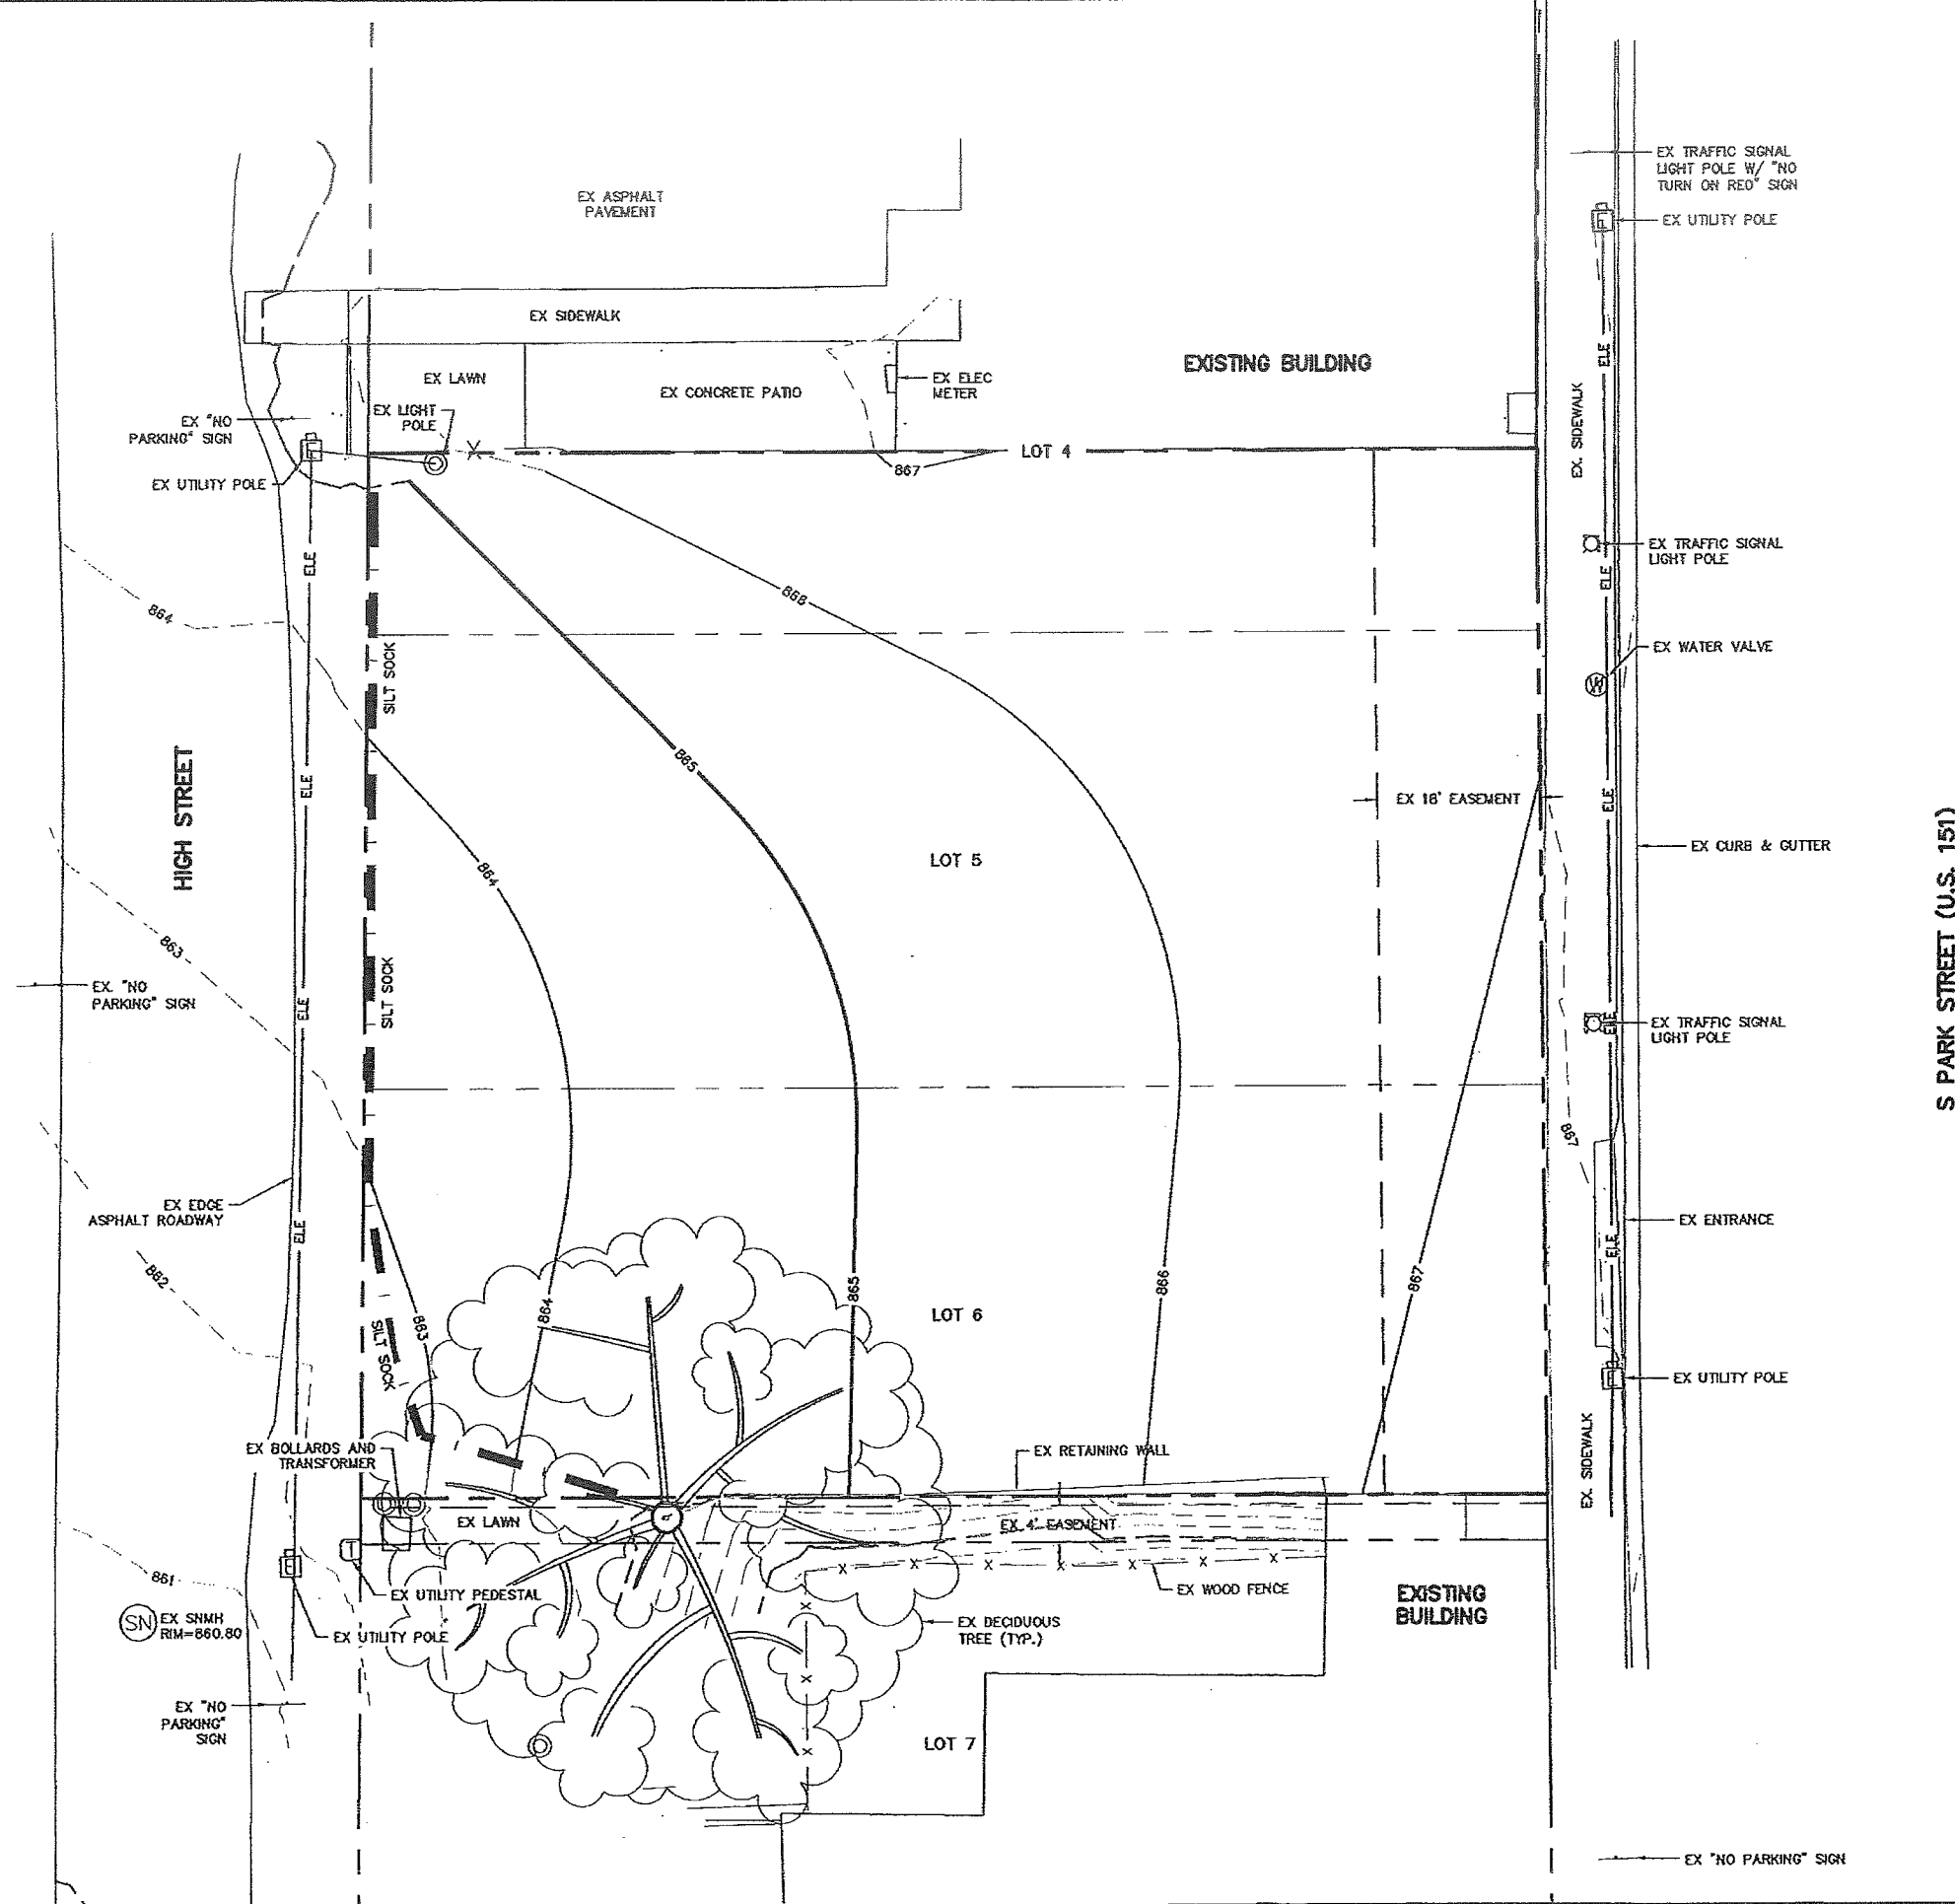 EX TRAFFIC SIGNAL
LIGHT POLE W/ "NO
TURN ON RED" SIGN
EX UTILITY POLE
EX ASPHALT
PAVEMENT
EX SIDEWALK
EX LAWN
EX CONCRETE PATIO
EX ELEC
METER
EXISTING BUILDING
ELE
EX. SIDEWALK
EX LIGHT
POLE
EX "NO
PARKING" SIGN
EX UTILITY POLE
LOT 4
867
ELE
EX TRAFFIC SIGNAL
LIGHT POLE
ELE
866
864
SILT SOCK
EX WATER VALVE
865
HIGH STREET
ELE
EX 16' EASEMENT
ELE
EX CURB & GUTTER
S PARK STREET (U.S. 151)
LOT 5
864
863
EX. "NO
PARKING" SIGN
ELE
SILT SOCK
ELE
EX TRAFFIC SIGNAL
LIGHT POLE
867
EX EDGE
ASPHALT ROADWAY
ELE
EX ENTRANCE
ELE
862
864
865
866
867
LOT 6
863
SILT SOCK
EX UTILITY POLE
EX BOLLARDS AND
TRANSFORMER
EX RETAINING WALL
EX SIDEWALK
EX LAWN
EX 4' EASEMENT
861
T
X X X X X X X
EX UTILITY PEDESTAL
EX WOOD FENCE
EXISTING
BUILDING
SN
EX SNMH
RIM=860.80
EX UTILITY POLE
EX DECIDUOUS
TREE (TYP.)
EX "NO
PARKING"
SIGN
LOT 7
EX "NO PARKING" SIGN